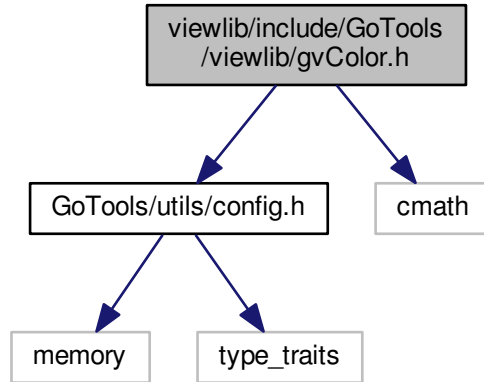 viewlib/include/GoTools
/viewlib/gvColor.h
GoTools/utils/config.h
cmath
memory
type_traits